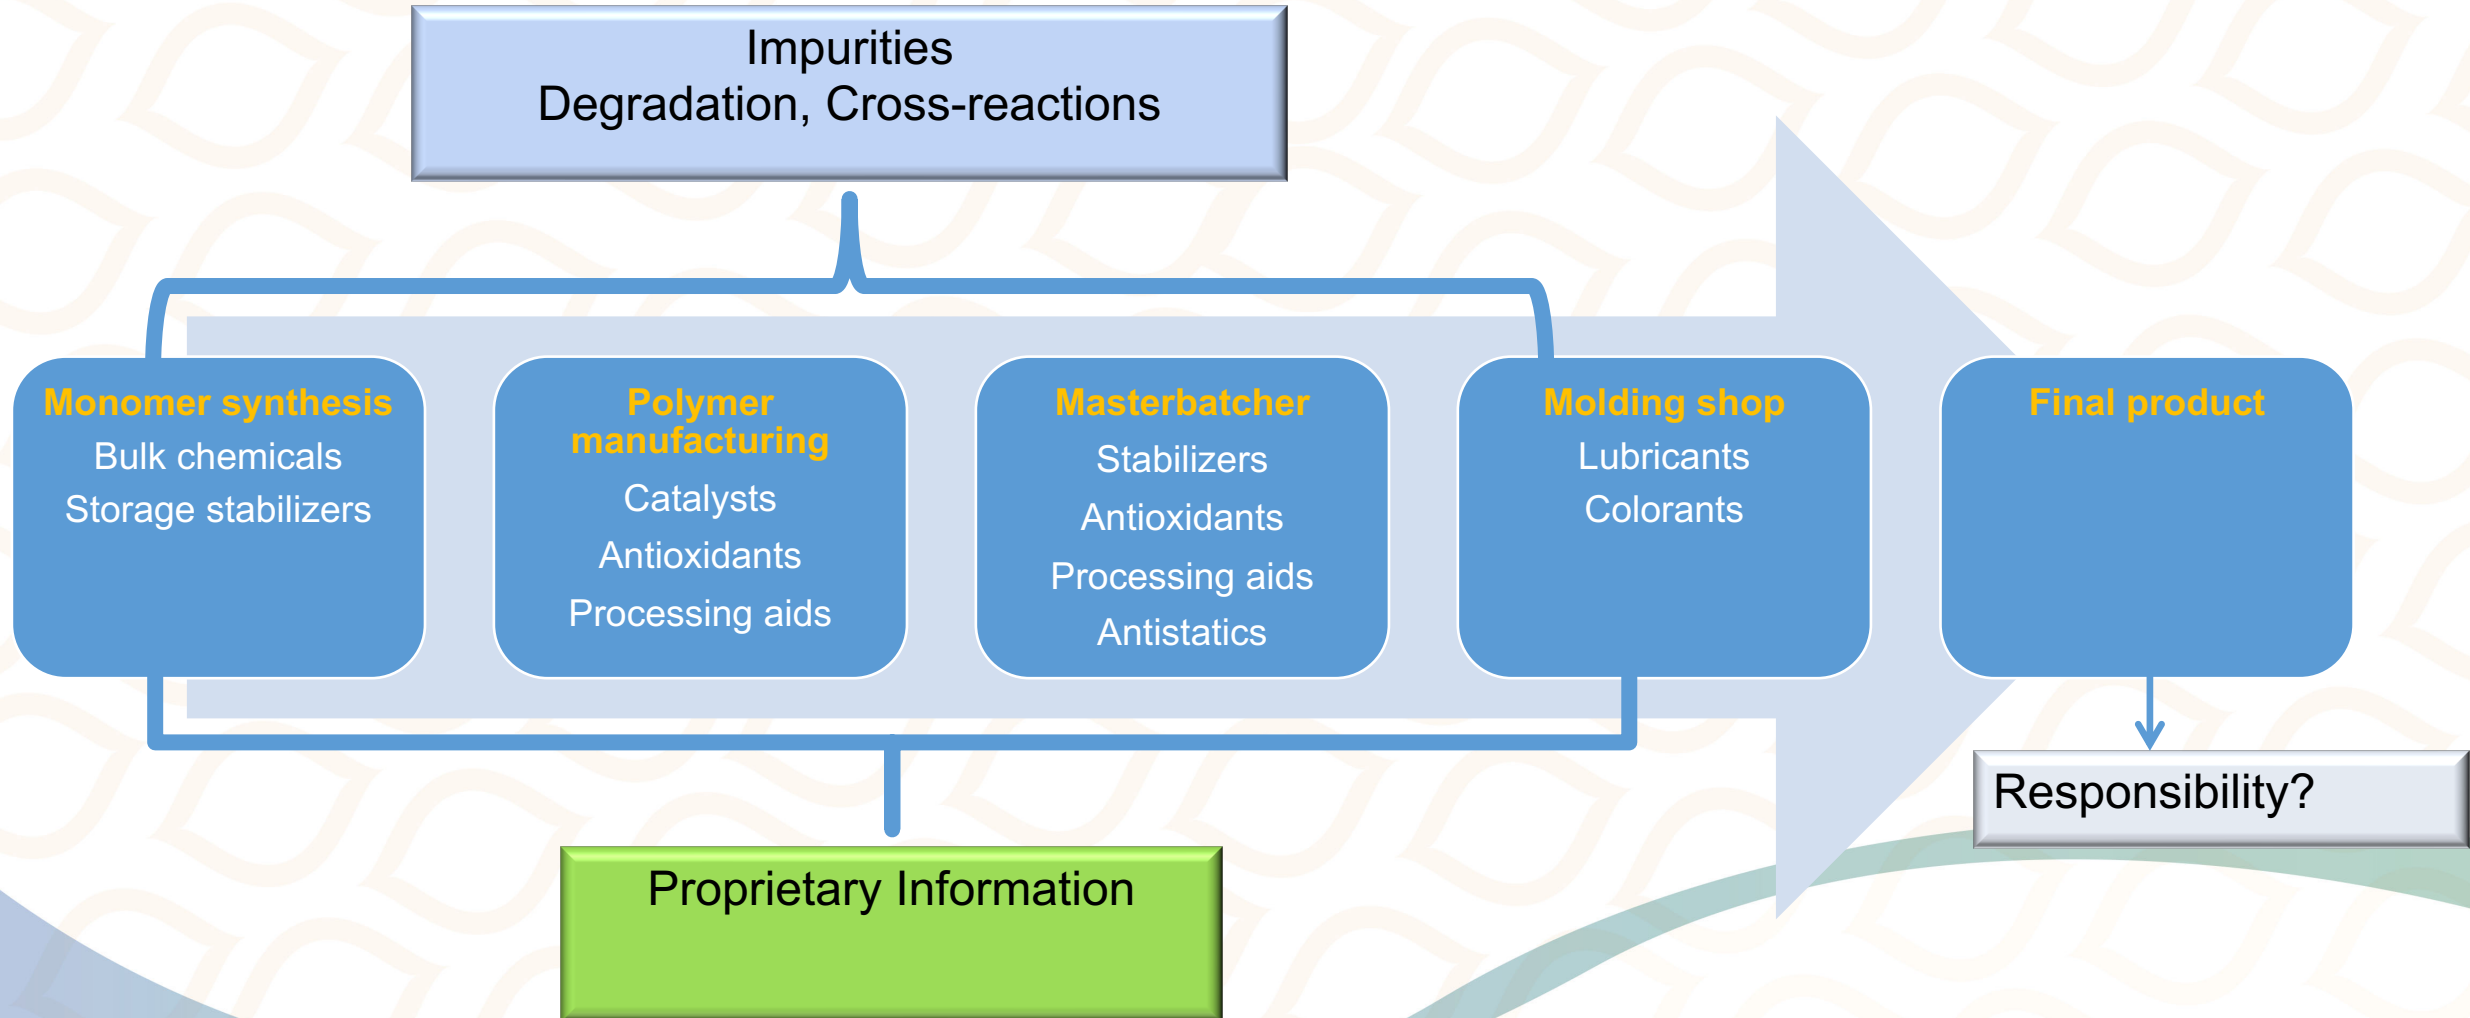 Impurities
Degradation, Cross-reactions
Monomer synthesis
Bulk chemicals
Storage stabilizers
Polymer
manufacturing
Catalysts
Antioxidants
Processing aids
Masterbatcher
Stabilizers
Antioxidants
Processing aids
Antistatics
Molding shop
Lubricants
Colorants
Final product
Responsibility?
Proprietary Information